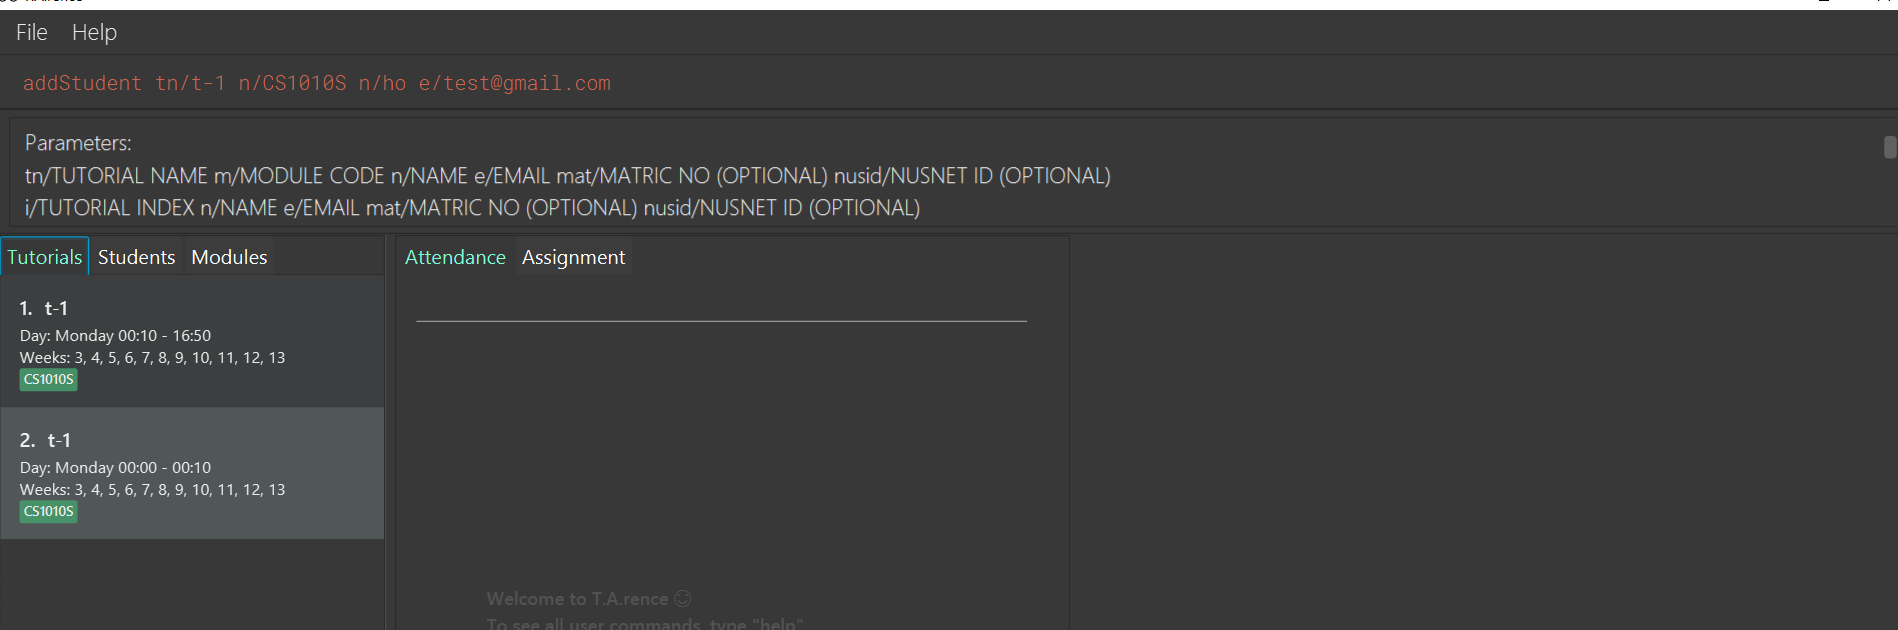 File Help
addStudent tn/t-1 n/CS1010S n/ho e/test@gmail.com
Parameters:
tn/TUTORIAL NAME m/MODULE CODE n/NAME e/EMAIL mat/MATRIC NO (OPTIONAL) nusid/NUSNET ID (OPTIONAL)
i/TUTORIAL INDEX n/NAME e/EMAIL mat/MATRIC NO (OPTIONAL) nusid/NUSNET ID (OPTIONAL)
Tutorials Students Modules
1. t-1
Day: Monday 00:10 - 16:50
Weeks: 3, 4, 5, 6, 7, 8, 9, 10, 11, 12, 13
CS1010S
2. t-1
Day: Monday 00:00 - 00:10
Weeks: 3, 4, 5, 6, 7, 8, 9, 10, 11, 12, 13
CS1010S
Attendance Assignment
Welcome to T.A.rence 😊
To see all user commands, type "help"